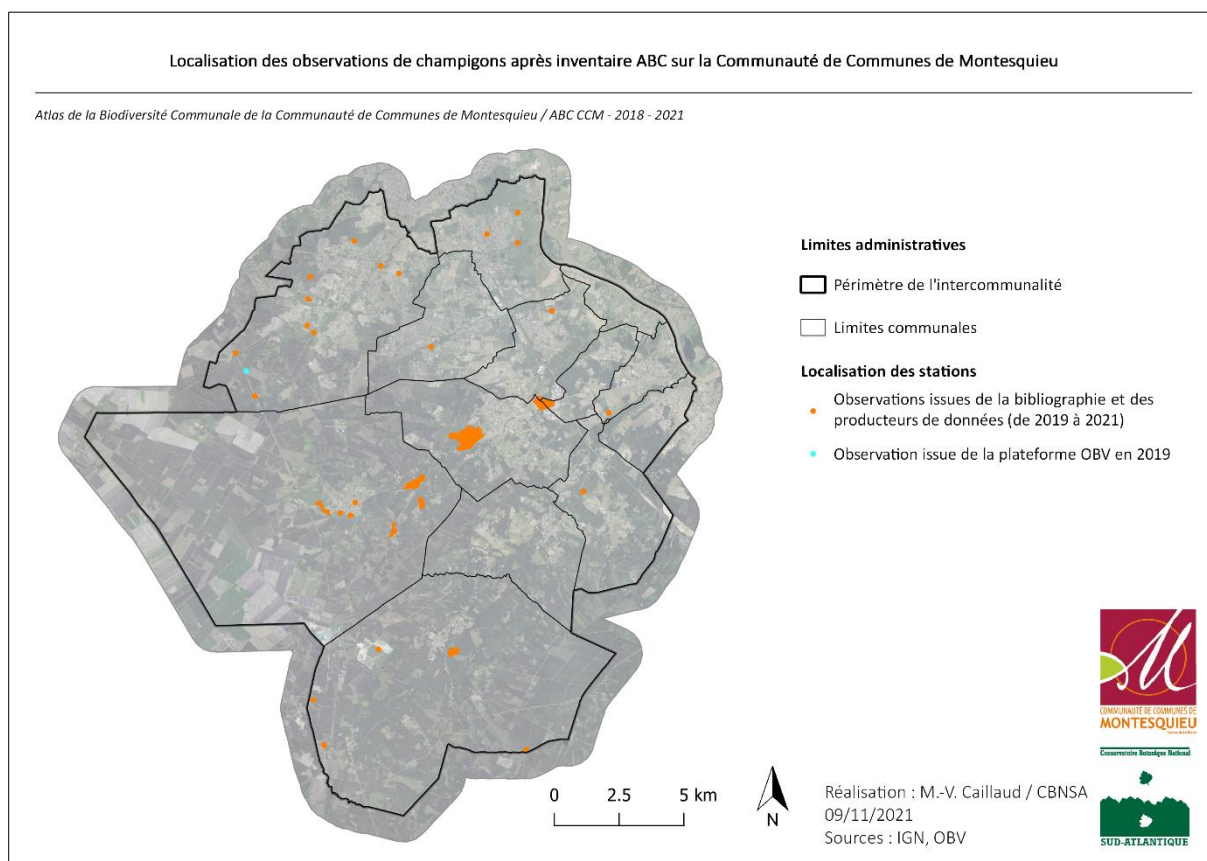 Localisation des observations de champigons après inventaire ABC sur la Communauté de Communes de Montesquieu
Atlas de la Biodiversité Communale de la Communauté de Communes de Montesquieu / ABC CCM - 2018 - 2021
Limites administratives
Périmètre de l'intercommunalité
Limites communales
Localisation des stations
Observations issues de la bibliographie et des
producteurs de données (de 2019 à 2021)
Observation issue de la plateforme OBV en 2019
0 2.5 5 km
N
Réalisation : M.-V. Caillaud / CBNSA
09/11/2021
Sources : IGN, OBV
M
COMMUNAUTÉ DE COMMUNES DE
MONTESQUIEU
Conservatoire Botanique National
SUD-ATLANTIQUE